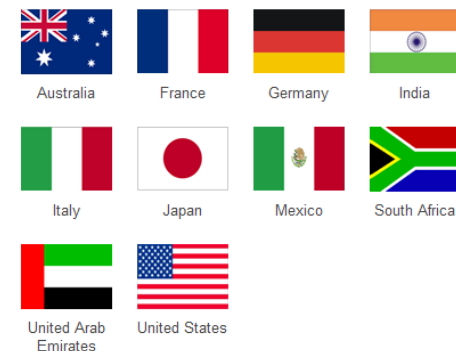 Australia
France
Germany
India
Italy
Japan
Mexico
South Africa
United Arab
Emirates
United States